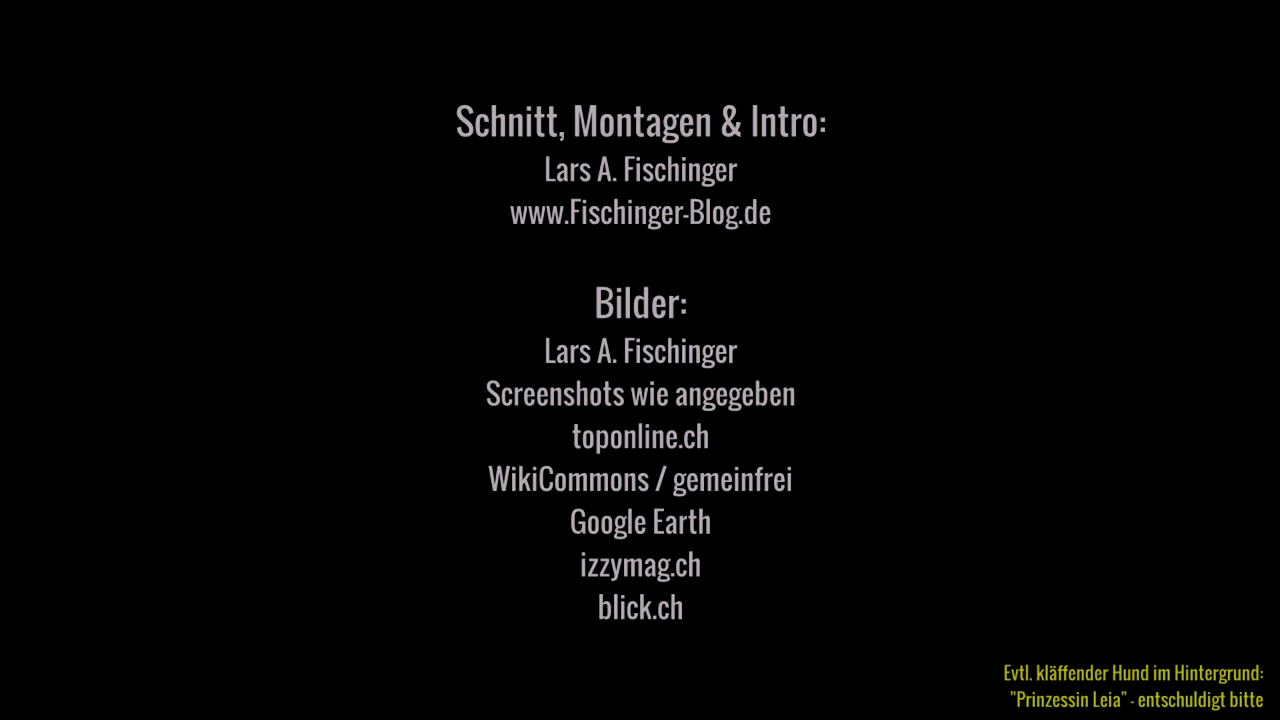 Schnitt, Montagen & Intro:
Lars A. Fischinger
www.Fischinger-Blog.de
Bilder:
Lars A. Fischinger
Screenshots wie angegeben
toponline.ch
WikiCommons / gemeinfrei
Google Earth
izzymag.ch
blick.ch
Evtl. kläffender Hund im Hintergrund:
"Prinzessin Leia" - entschuldigt bitte